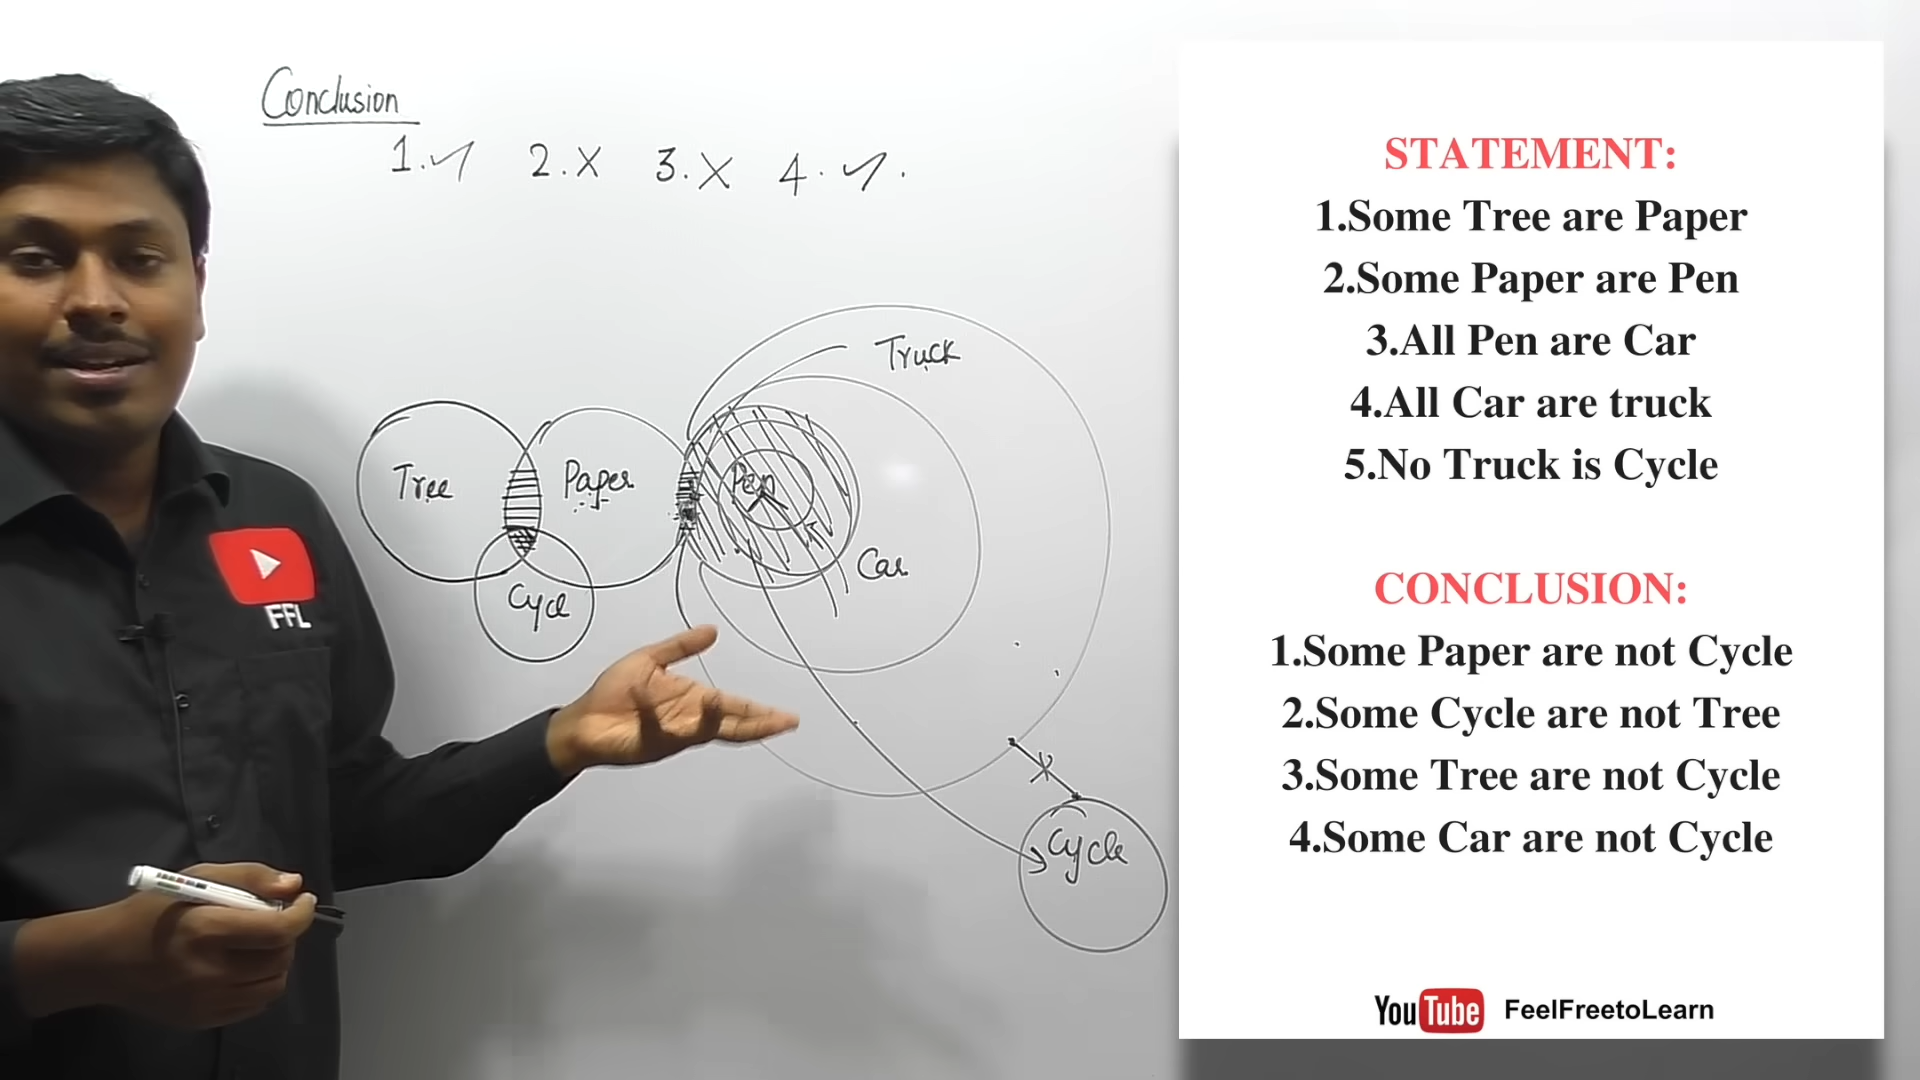 Conclusion
1. ✓ 2. X 3. X 4. ✓.
Truck
Tree
Paper
Pen
Car
Cycle
X
Cycle
FFL
STATEMENT:
1.Some Tree are Paper
2.Some Paper are Pen
3.All Pen are Car
4.All Car are truck
5.No Truck is Cycle
CONCLUSION:
1.Some Paper are not Cycle
2.Some Cycle are not Tree
3.Some Tree are not Cycle
4.Some Car are not Cycle
YouTube FeelFreetoLearn